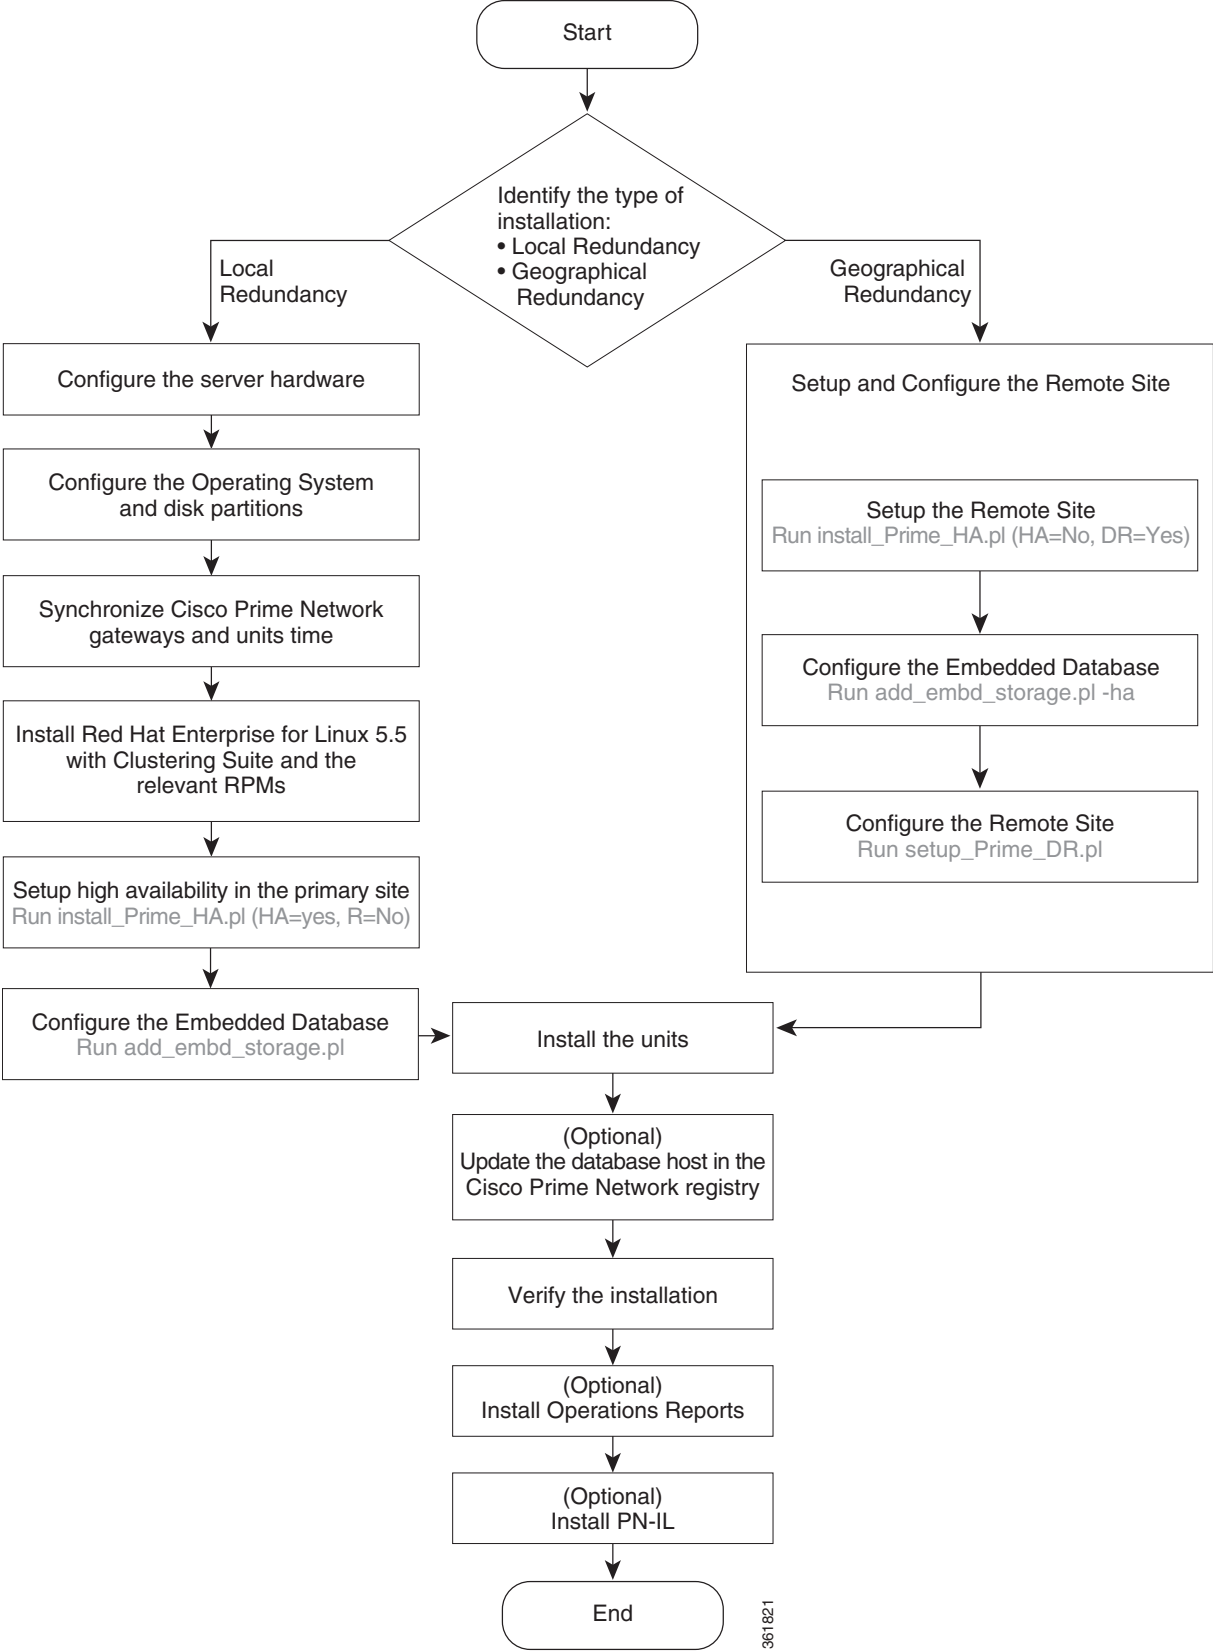 Start
Identify the type of
installation:
• Local Redundancy
• Geographical
Redundancy
Local
Redundancy
Geographical
Redundancy
Configure the server hardware
Configure the Operating System
and disk partitions
Synchronize Cisco Prime Network
gateways and units time
Install Red Hat Enterprise for Linux 5.5
with Clustering Suite and the
relevant RPMs
Setup high availability in the primary site
Run install_Prime_HA.pl (HA=yes, R=No)
Configure the Embedded Database
Run add_embd_storage.pl
Setup and Configure the Remote Site
Setup the Remote Site
Run install_Prime_HA.pl (HA=No, DR=Yes)
Configure the Embedded Database
Run add_embd_storage.pl -ha
Configure the Remote Site
Run setup_Prime_DR.pl
Install the units
(Optional)
Update the database host in the
Cisco Prime Network registry
Verify the installation
(Optional)
Install Operations Reports
(Optional)
Install PN-IL
End
361821